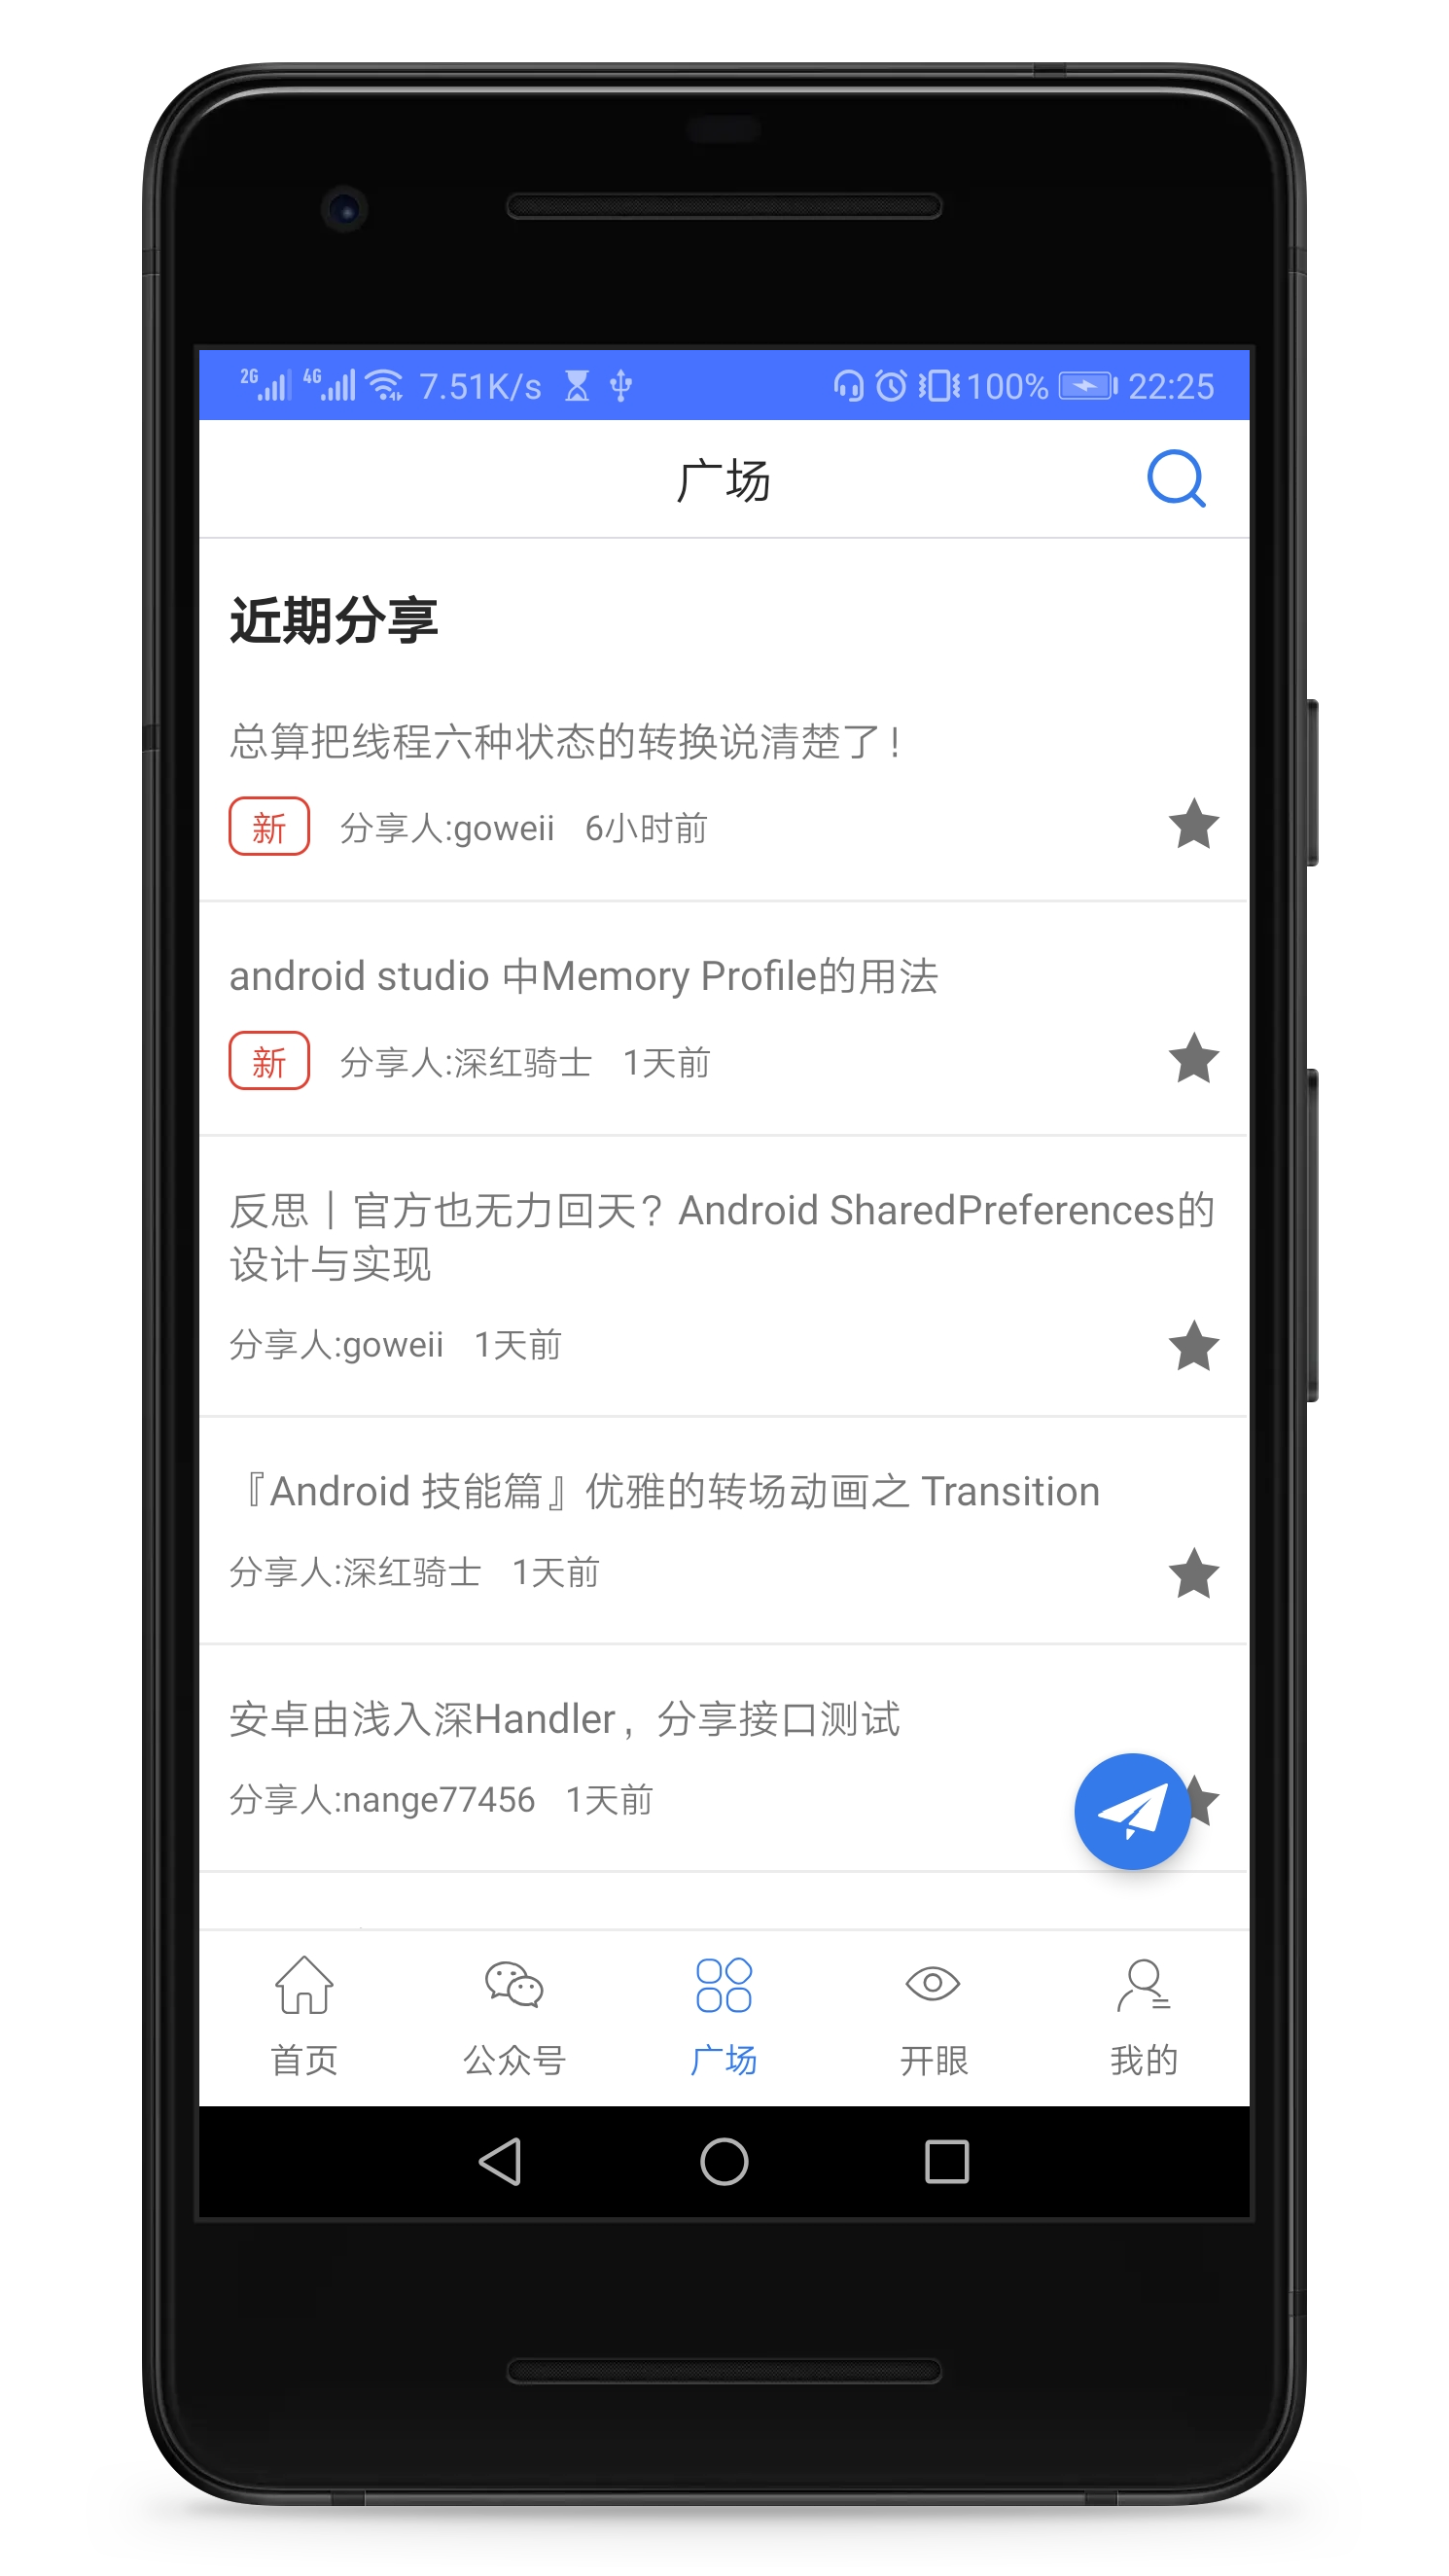 2G 4G 7.51K/s 100% 22:25
广场
近期分享
总算把线程六种状态的转换说清楚了！
新 分享人:goweii 6小时前
android studio 中Memory Profile的用法
新 分享人:深红骑士 1天前
反思｜官方也无力回天？Android SharedPreferences的
设计与实现
分享人:goweii 1天前
『Android 技能篇』优雅的转场动画之 Transition
分享人:深红骑士 1天前
安卓由浅入深Handler，分享接口测试
分享人:nange77456 1天前
首页 公众号 广场 开眼 我的